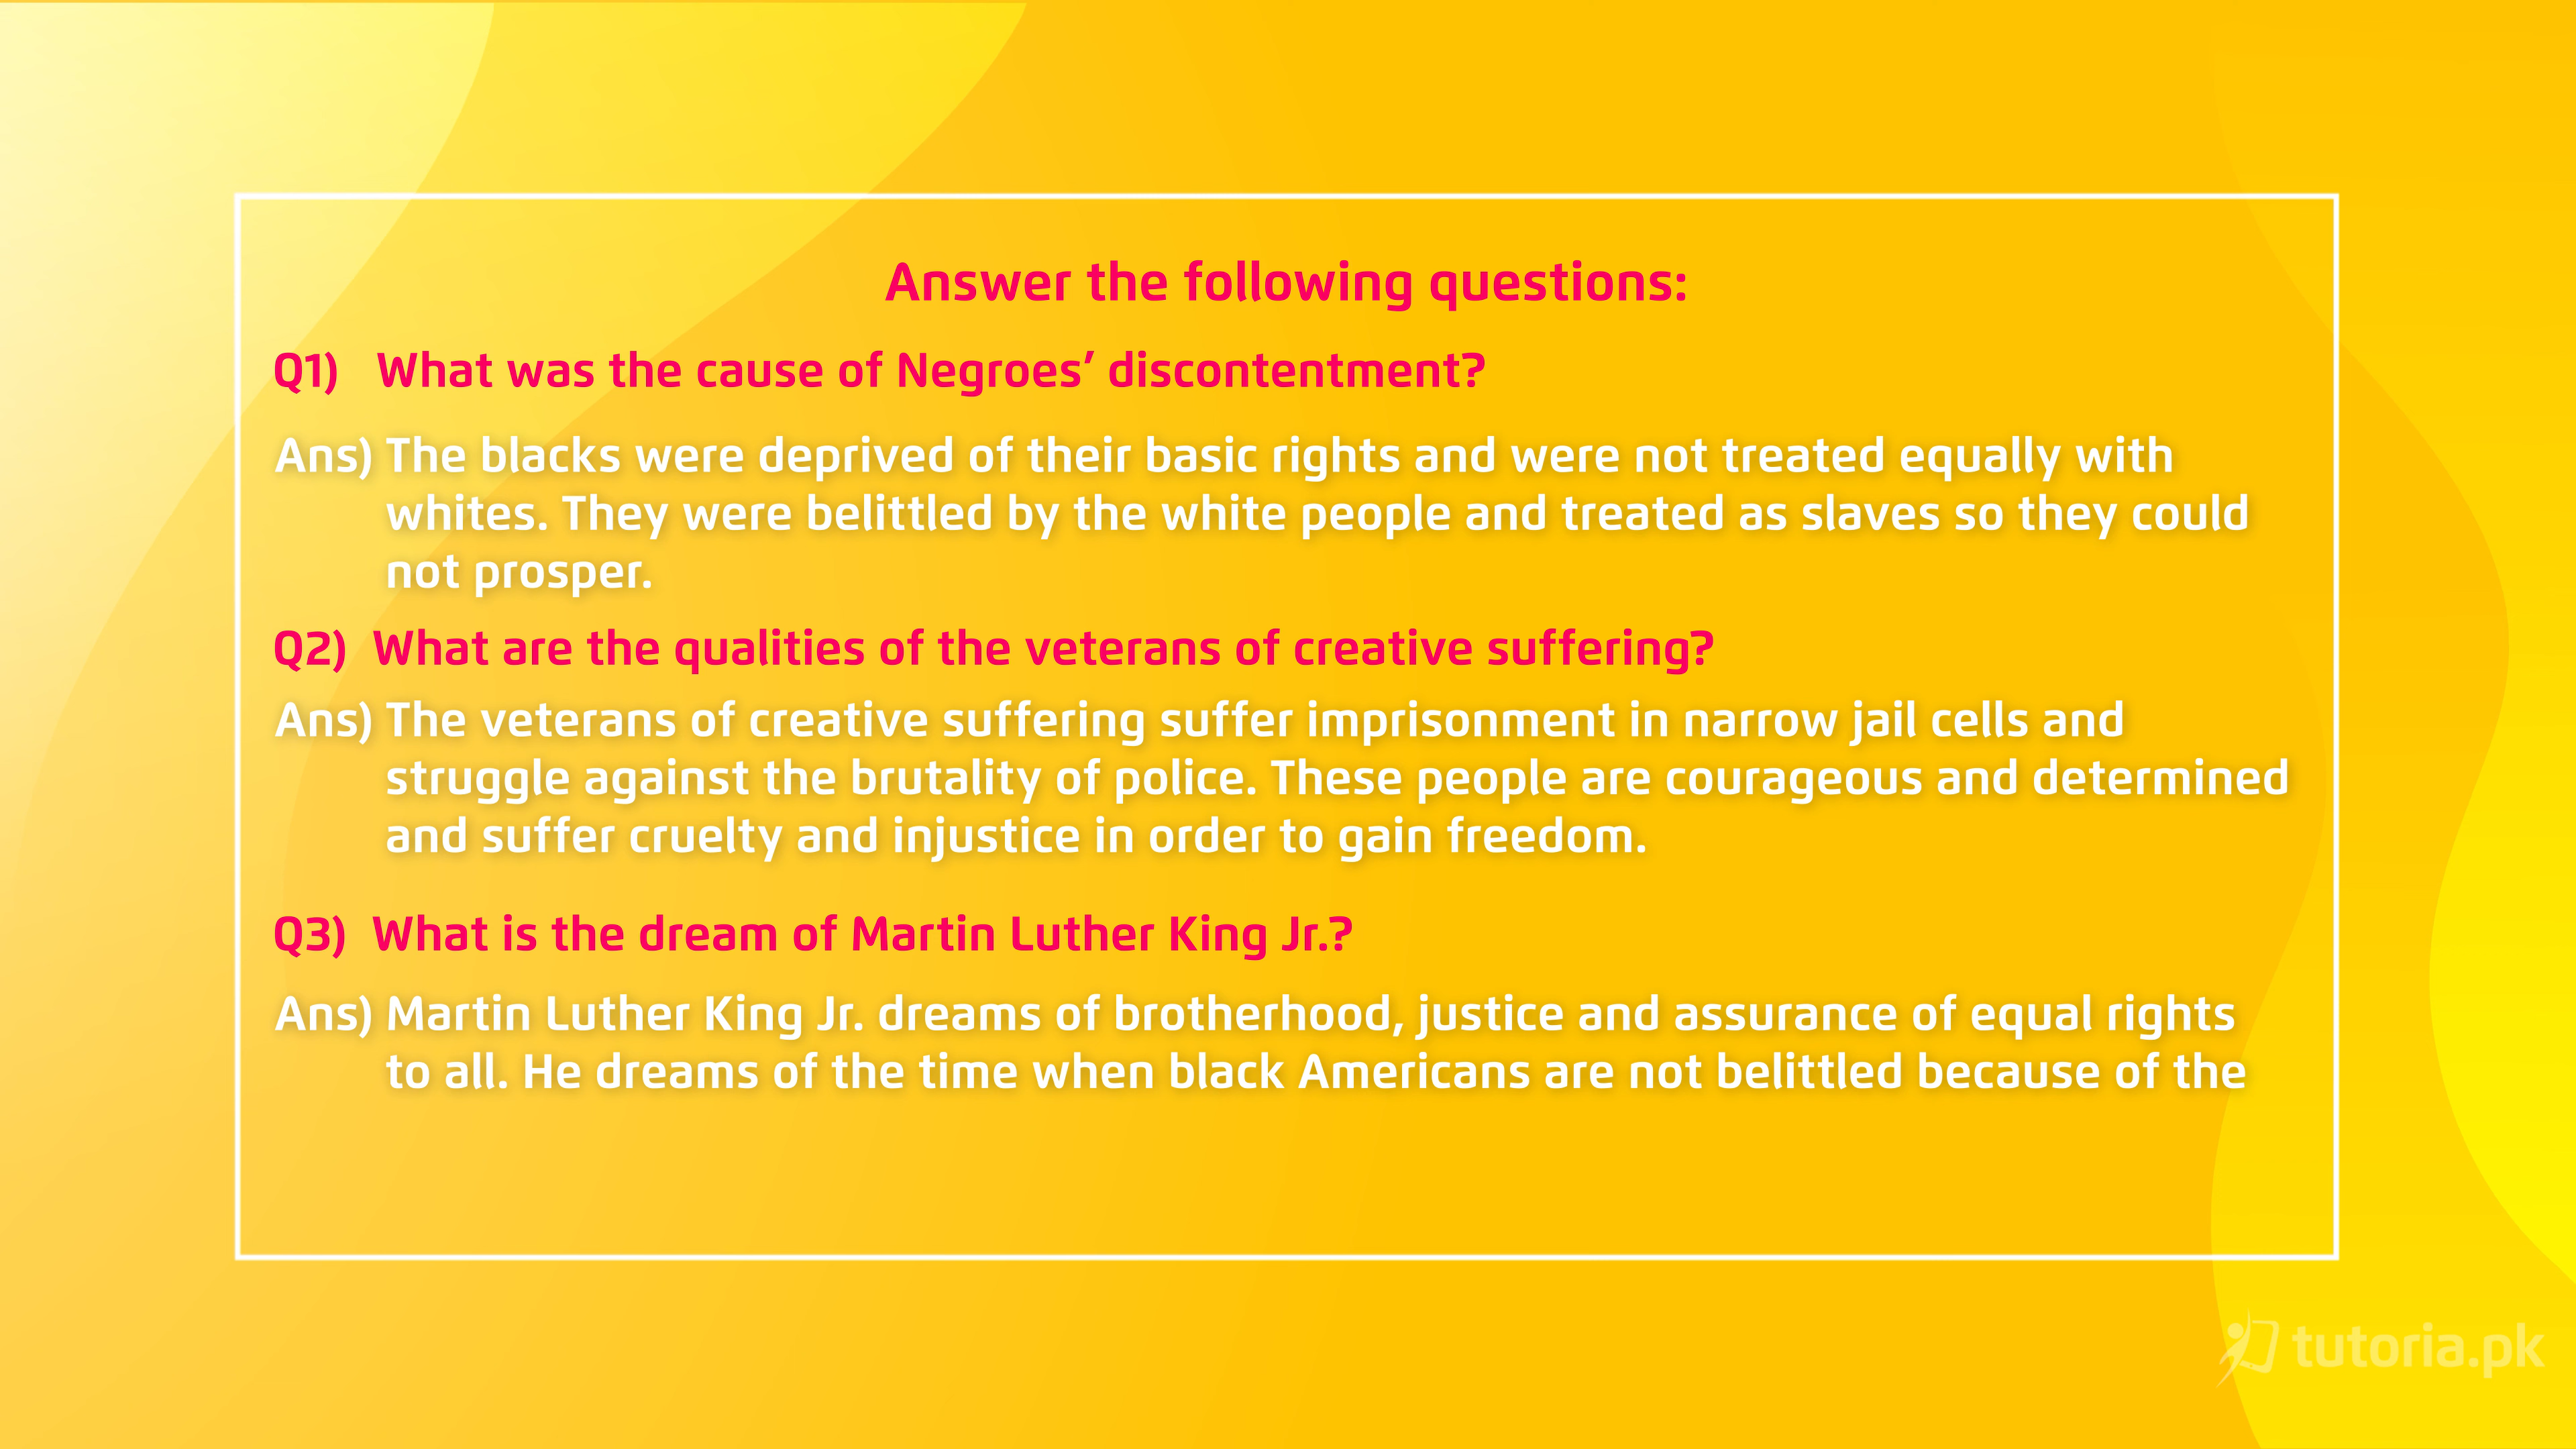 Answer the following questions:
Q1) What was the cause of Negroes’ discontentment?
Ans) The blacks were deprived of their basic rights and were not treated equally with
whites. They were belittled by the white people and treated as slaves so they could
not prosper.
Q2) What are the qualities of the veterans of creative suffering?
Ans) The veterans of creative suffering suffer imprisonment in narrow jail cells and
struggle against the brutality of police. These people are courageous and determined
and suffer cruelty and injustice in order to gain freedom.
Q3) What is the dream of Martin Luther King Jr.?
Ans) Martin Luther King Jr. dreams of brotherhood, justice and assurance of equal rights
to all. He dreams of the time when black Americans are not belittled because of the
tutoria.pk